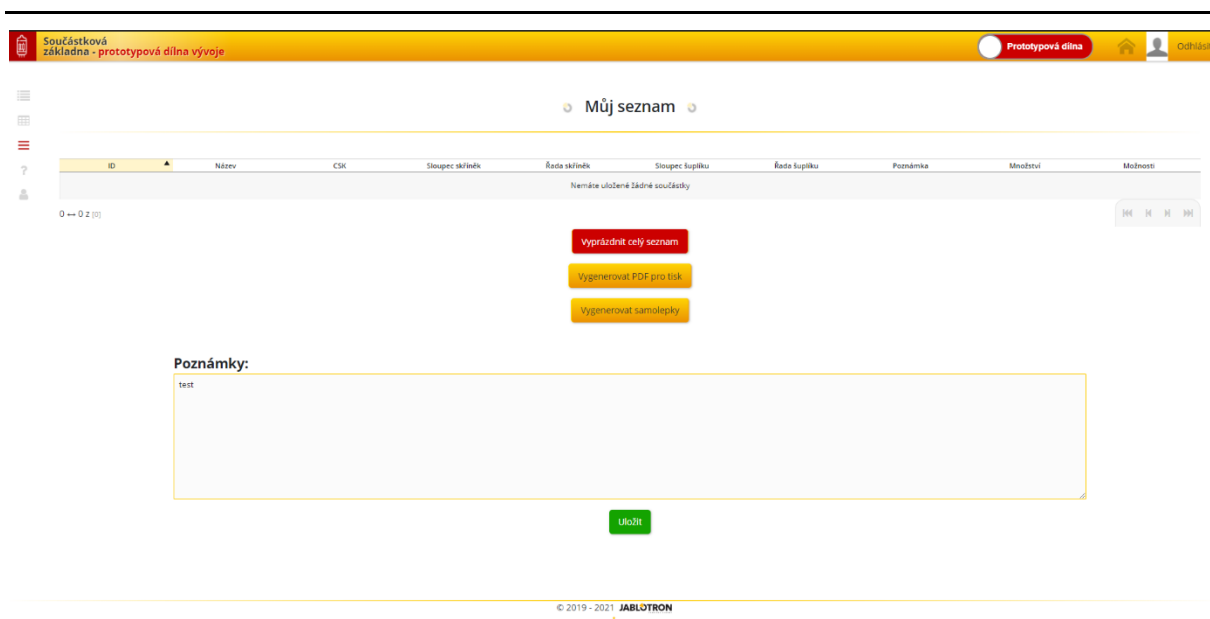 Součástková
základna - prototypová dílna vývoje
Prototypová dílna
Odhlási
Můj seznam
ID Název CSK Sloupec skříněk Řada skříněk Sloupec šuplíku Řada šuplíku Poznámka Množství Možnosti
Nemáte uložené žádné součástky
0 ↔ 0 z [0]
Vyprázdnit celý seznam
Vygenerovat PDF pro tisk
Vygenerovat samolepky
Poznámky:
test
Uložit
© 2019 - 2021 JABLOTRON